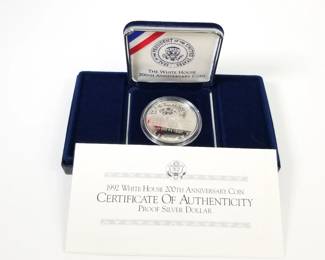 THE WHITE HOUSE
200TH ANNIVERSARY COIN
1992 WHITE HOUSE 200TH ANNIVERSARY COIN
CERTIFICATE OF AUTHENTICITY
PROOF SILVER DOLLAR